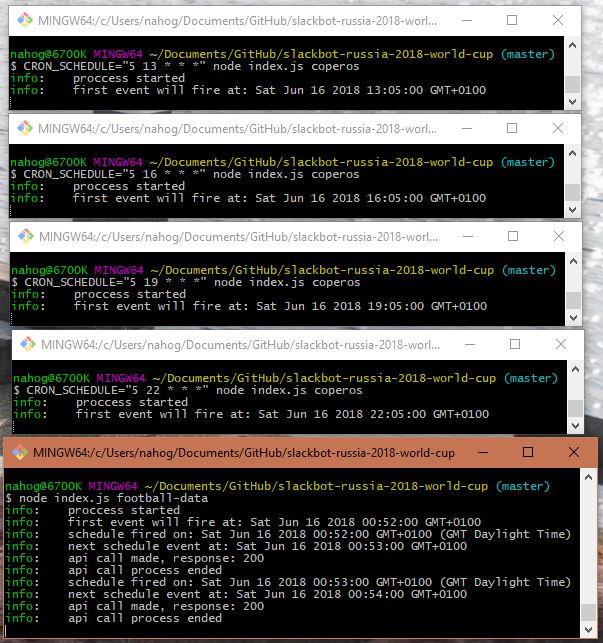 MINGW64:/c/Users/nahog/Documents/GitHub/slackbot-russia-2018-worl...
nahog@6700K MINGW64 ~/Documents/GitHub/slackbot-russia-2018-world-cup (master)
$ CRON_SCHEDULE="5 13 * * *" node index.js coperos
info: proccess started
info: first event will fire at: Sat Jun 16 2018 13:05:00 GMT+0100
MINGW64:/c/Users/nahog/Documents/GitHub/slackbot-russia-2018-worl...
nahog@6700K MINGW64 ~/Documents/GitHub/slackbot-russia-2018-world-cup (master)
$ CRON_SCHEDULE="5 16 * * *" node index.js coperos
info: proccess started
info: first event will fire at: Sat Jun 16 2018 16:05:00 GMT+0100
MINGW64:/c/Users/nahog/Documents/GitHub/slackbot-russia-2018-worl...
nahog@6700K MINGW64 ~/Documents/GitHub/slackbot-russia-2018-world-cup (master)
$ CRON_SCHEDULE="5 19 * * *" node index.js coperos
info: proccess started
info: first event will fire at: Sat Jun 16 2018 19:05:00 GMT+0100
MINGW64:/c/Users/nahog/Documents/GitHub/slackbot-russia-2018-worl...
nahog@6700K MINGW64 ~/Documents/GitHub/slackbot-russia-2018-world-cup (master)
$ CRON_SCHEDULE="5 22 * * *" node index.js coperos
info: proccess started
info: first event will fire at: Sat Jun 16 2018 22:05:00 GMT+0100
MINGW64:/c/Users/nahog/Documents/GitHub/slackbot-russia-2018-world-cup
nahog@6700K MINGW64 ~/Documents/GitHub/slackbot-russia-2018-world-cup (master)
$ node index.js football-data
info: proccess started
info: first event will fire at: Sat Jun 16 2018 00:52:00 GMT+0100
info: schedule fired on: Sat Jun 16 2018 00:52:00 GMT+0100 (GMT Daylight Time)
info: next schedule event at: Sat Jun 16 2018 00:53:00 GMT+0100
info: api call made, response: 200
info: api call process ended
info: schedule fired on: Sat Jun 16 2018 00:53:00 GMT+0100 (GMT Daylight Time)
info: next schedule event at: Sat Jun 16 2018 00:54:00 GMT+0100
info: api call made, response: 200
info: api call process ended